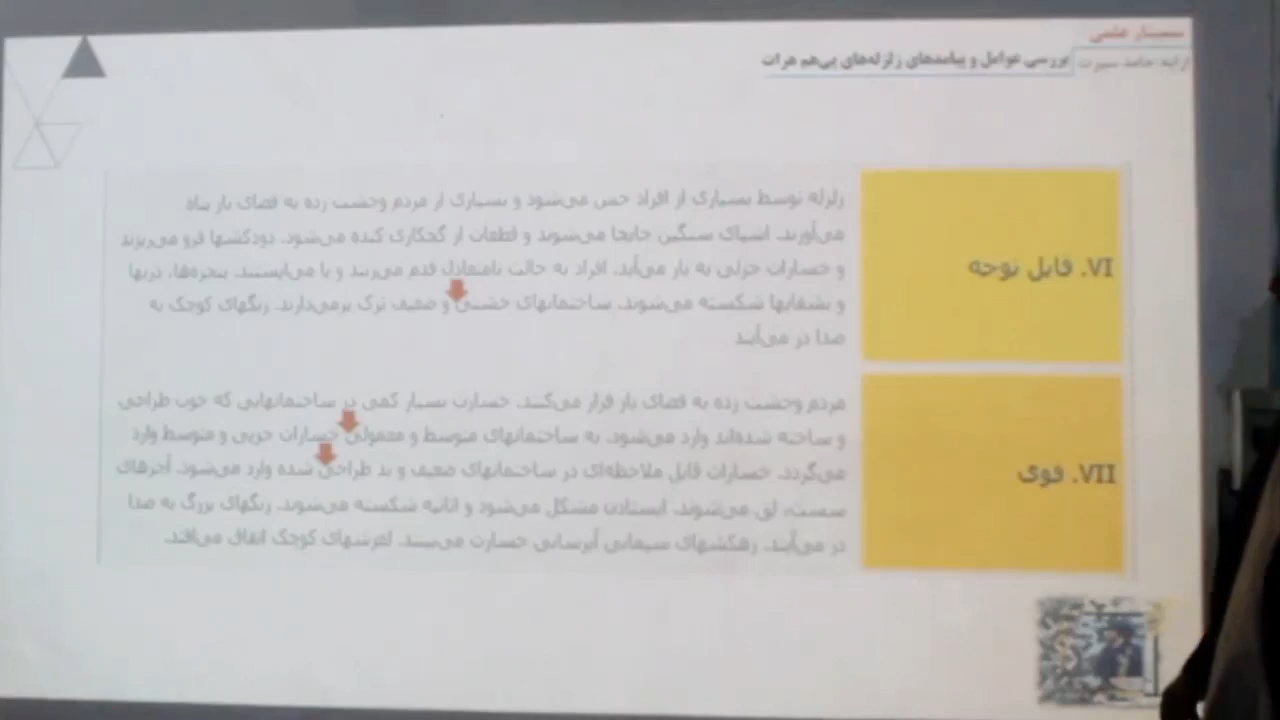 سمینار علمی
ارایه: حامد سیرت
بررسی عوامل و پیامدهای زلزله‌های پی‌هم هرات
VI. قابل توجه
زلزله توسط بسیاری از افراد حس می‌شود و بسیاری از مردم وحشت زده به فضای باز پناه
می‌آورند. اشیای سنگین جابجا می‌شوند و قطعات از گچکاری کنده می‌شود. دودکشها فرو می‌ریزند
و خسارات جزئی به بار می‌آید. افراد به حالت نامتعادل قدم می‌زنند و یا می‌ایستند. پنجره‌ها، دربها
و بشقابها شکسته می‌شوند. ساختمانهای خشتی و ضعیف ترک برمی‌دارند. زنگهای کوچک به
صدا در می‌آیند
VII. قوی
مردم وحشت زده به فضای باز فرار می‌کنند. خسارت بسیار کمی در ساختمانهایی که خوب طراحی
و ساخته شده‌اند وارد می‌شود. به ساختمانهای متوسط و معمولی خسارات جزیی و متوسط وارد
می‌گردد. خسارات قابل ملاحظه‌ای در ساختمانهای ضعیف و بد طراحی شده وارد می‌شود. آجرهای
سست، لق می‌شوند. ایستادن مشکل می‌شود و اثاثیه شکسته می‌شوند. زنگهای بزرگ به صدا
در می‌آیند. زهکشهای سیمانی آبرسانی خسارت می‌بینند. لغزشهای کوچک اتفاق می‌افتد.